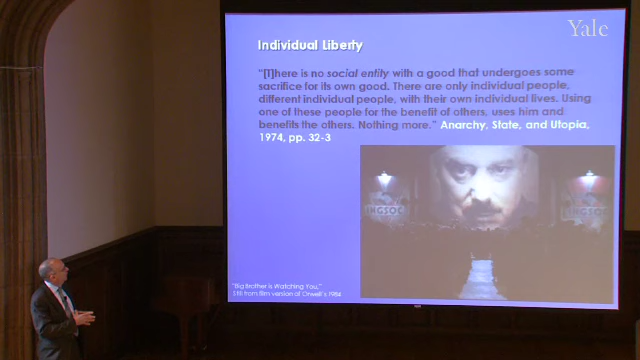 Yale
Individual Liberty
"[T]here is no social entity with a good that undergoes some
sacrifice for its own good. There are only individual people,
different individual people, with their own individual lives. Using
one of these people for the benefit of others, uses him and
benefits the others. Nothing more." Anarchy, State, and Utopia,
1974, pp. 32-3
INGSOC
INGSOC
"Big Brother is Watching You,"
Still from film version of Orwell's 1984